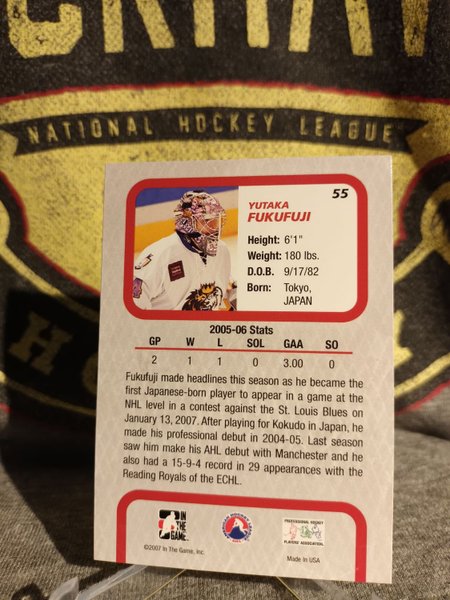 CKHAW
NATIONAL HOCKEY LEAGUE
55
YUTAKA
FUKUFUJI
Height: 6'1"
Weight: 180 lbs.
D.O.B. 9/17/82
Born: Tokyo,
JAPAN
2005-06 Stats
GP W L SOL GAA SO
2 1 1 0 3.00 0
Fukufuji made headlines this season as he became the
first Japanese-born player to appear in a game at the
NHL level in a contest against the St. Louis Blues on
January 13, 2007. After playing for Kokudo in Japan, he
made his professional debut in 2004-05. Last season
saw him make his AHL debut with Manchester and he
also had a 15-9-4 record in 29 appearances with the
Reading Royals of the ECHL.
IN
THE
GAME
©2007 In The Game, Inc.
AMERICAN HOCKEY LEAGUE
PROFESSIONAL HOCKEY
PLAYERS' ASSOCIATION
Made In USA
HO